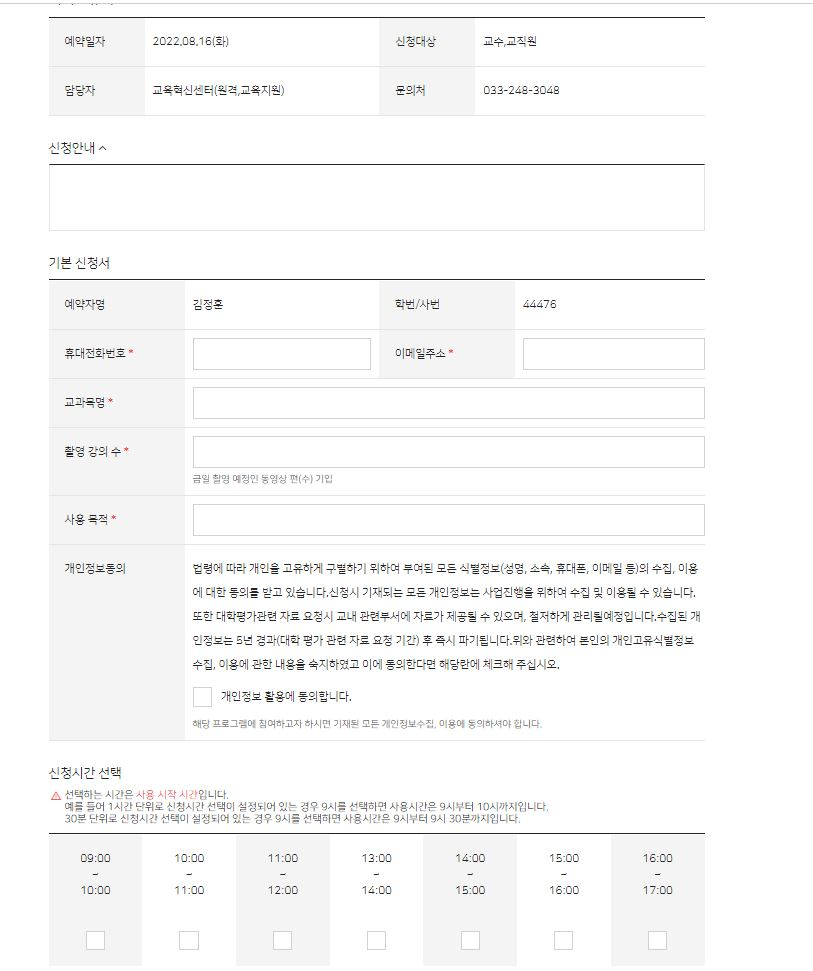 예약일자 2022.08.16(화) 신청대상 교수,교직원
담당자 교육혁신센터(원격,교육지원) 문의처 033-248-3048
신청안내 ^
기본 신청서
예약자명 김정훈 학번/사번 44476
휴대전화번호 * 이메일주소 *
교과목명 *
촬영 강의 수 *
금일 촬영 예정인 동영상 편(수) 기입
사용 목적 *
개인정보동의 법령에 따라 개인을 고유하게 구별하기 위하여 부여된 모든 식별정보(성명, 소속, 휴대폰, 이메일 등)의 수집, 이용
에 대한 동의를 받고 있습니다.신청시 기재되는 모든 개인정보는 사업진행을 위하여 수집 및 이용될 수 있습니다.
또한 대학평가관련 자료 요청시 교내 관련부서에 자료가 제공될 수 있으며, 철저하게 관리될예정입니다.수집된 개
인정보는 5년 경과(대학 평가 관련 자료 요청 기간) 후 즉시 파기됩니다.위와 관련하여 본인의 개인고유식별정보
수집, 이용에 관한 내용을 숙지하였고 이에 동의한다면 해당란에 체크해 주십시오.
개인정보 활용에 동의합니다.
해당 프로그램에 참여하고자 하시면 기재된 모든 개인정보수집, 이용에 동의하셔야 합니다.
신청시간 선택
선택하는 시간은 사용 시작 시간입니다.
예를 들어 1시간 단위로 신청시간 선택이 설정되어 있는 경우 9시를 선택하면 사용시간은 9시부터 10시까지입니다.
30분 단위로 신청시간 선택이 설정되어 있는 경우 9시를 선택하면 사용시간은 9시부터 9시 30분까지입니다.
09:00 10:00 11:00 13:00 14:00 15:00 16:00
~ ~ ~ ~ ~ ~ ~
10:00 11:00 12:00 14:00 15:00 16:00 17:00